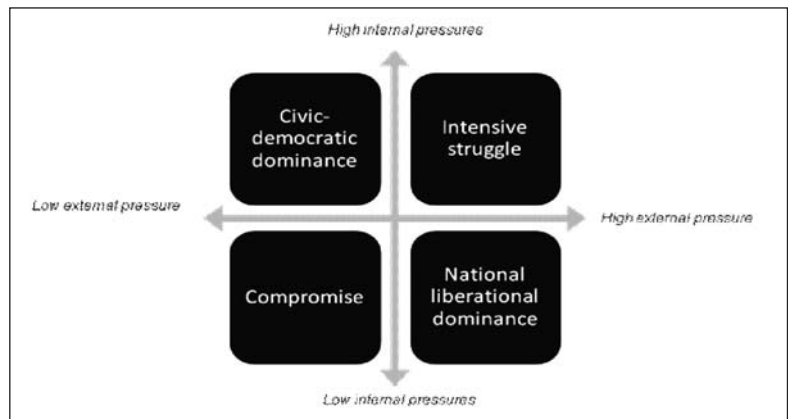 High internal pressures
Civic-
democratic
dominance
Intensive
struggle
Low external pressure
High external pressure
Compromise
National
liberational
dominance
Low internal pressures